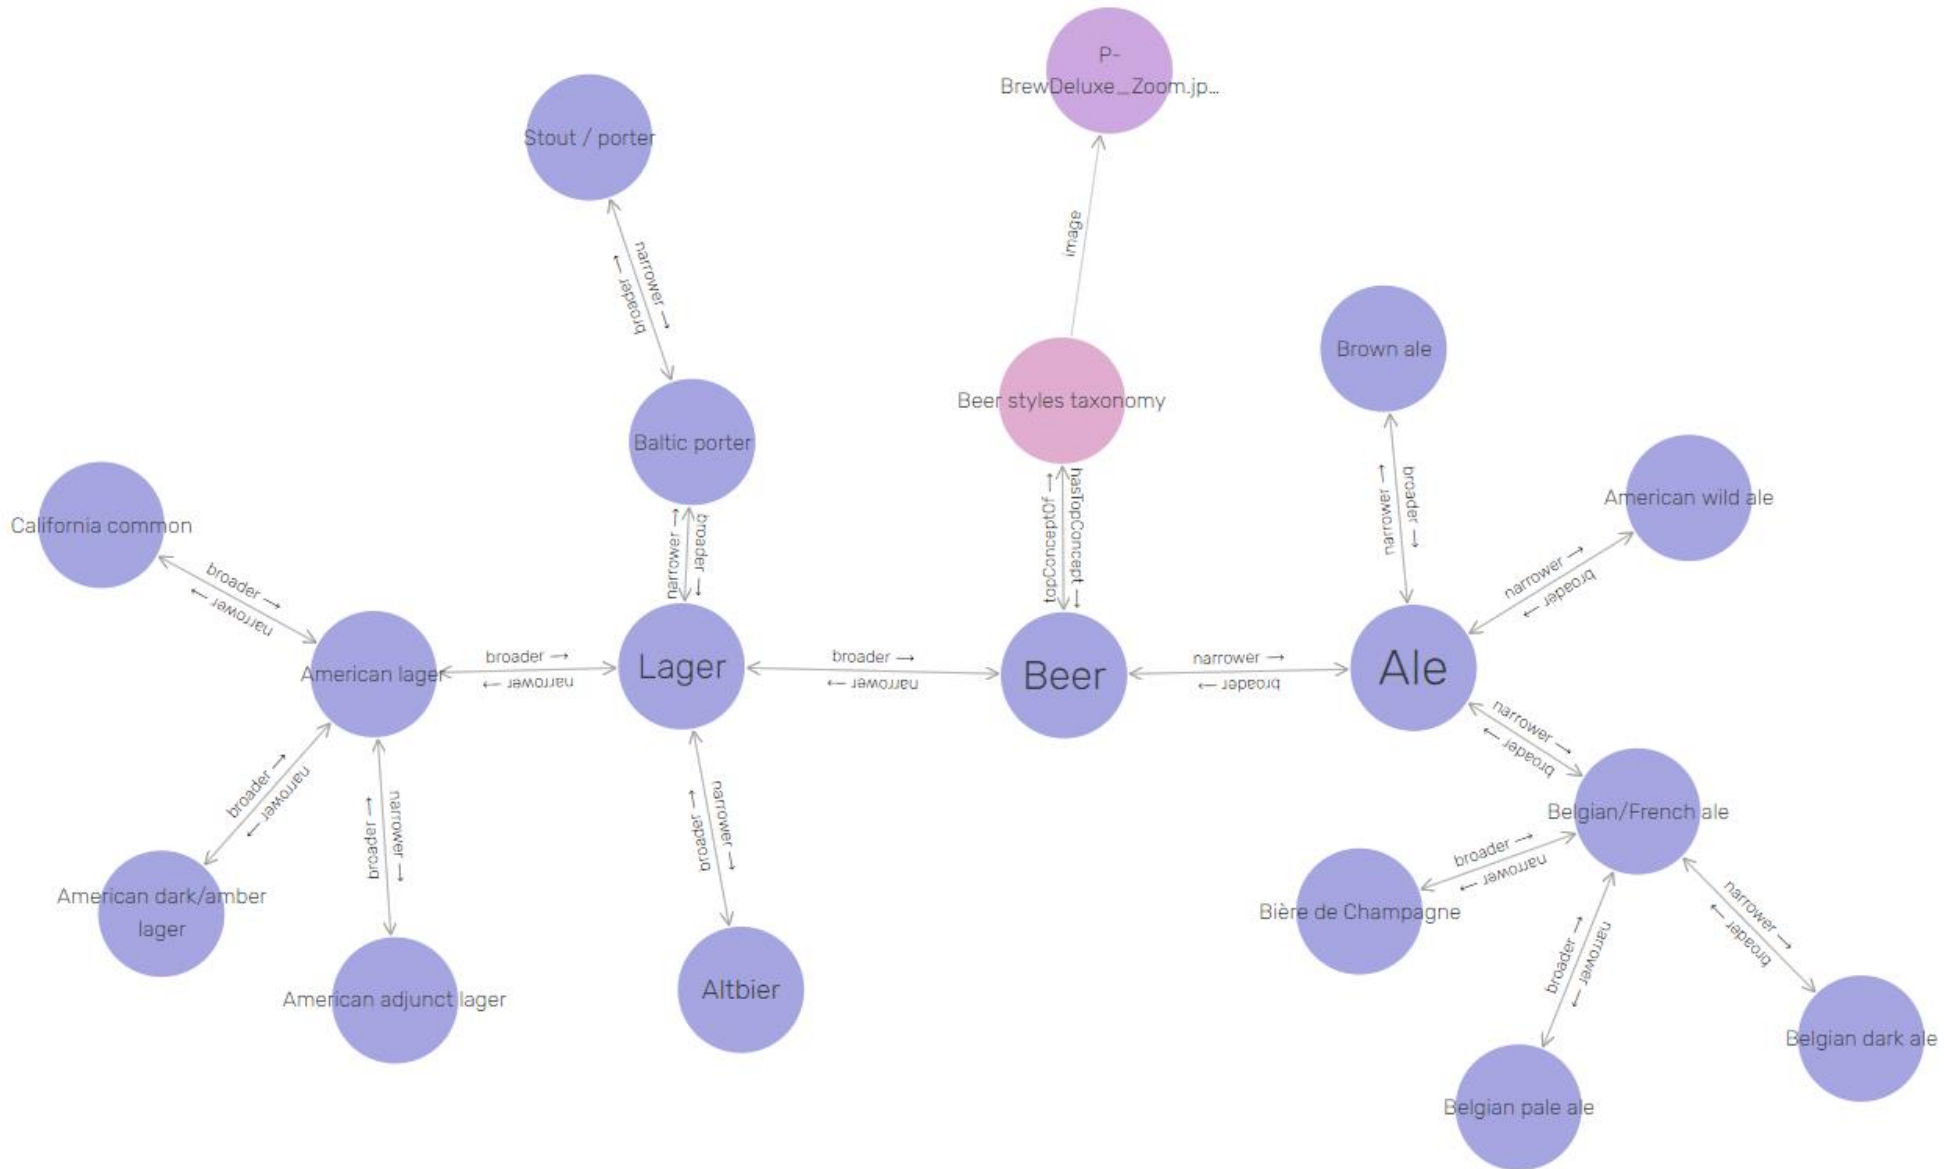 P-
BrewDeluxe_Zoom.jp...
Stout / porter
image
narrower →
broader →
Brown ale
Beer styles taxonomy
Baltic porter
broader →
narrower →
American wild ale
California common
topConceptOf →
hasTopConcept →
narrower →
broader →
narrower →
broader →
broader →
narrower →
American lager
broader →
narrower →
Lager
broader →
narrower →
Beer
narrower →
broader →
Ale
narrower →
broader →
broader →
narrower →
broader →
narrower →
narrower →
broader →
Belgian/French ale
broader →
narrower →
narrower →
broader →
American dark/amber
lager
Bière de Champagne
broader →
narrower →
American adjunct lager
Altbier
Belgian dark ale
Belgian pale ale